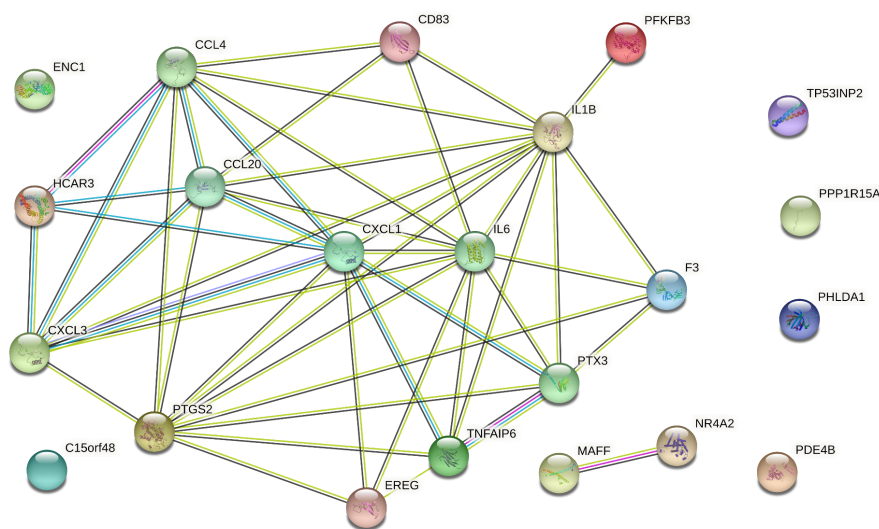 CD83
PFKFB3
CCL4
ENC1
TP53INP2
IL1B
CCL20
HCAR3
PPP1R15A
CXCL1
IL6
F3
PHLDA1
CXCL3
PTX3
PTGS2
NR4A2
TNFAIP6
C15orf48
MAFF
PDE4B
EREG